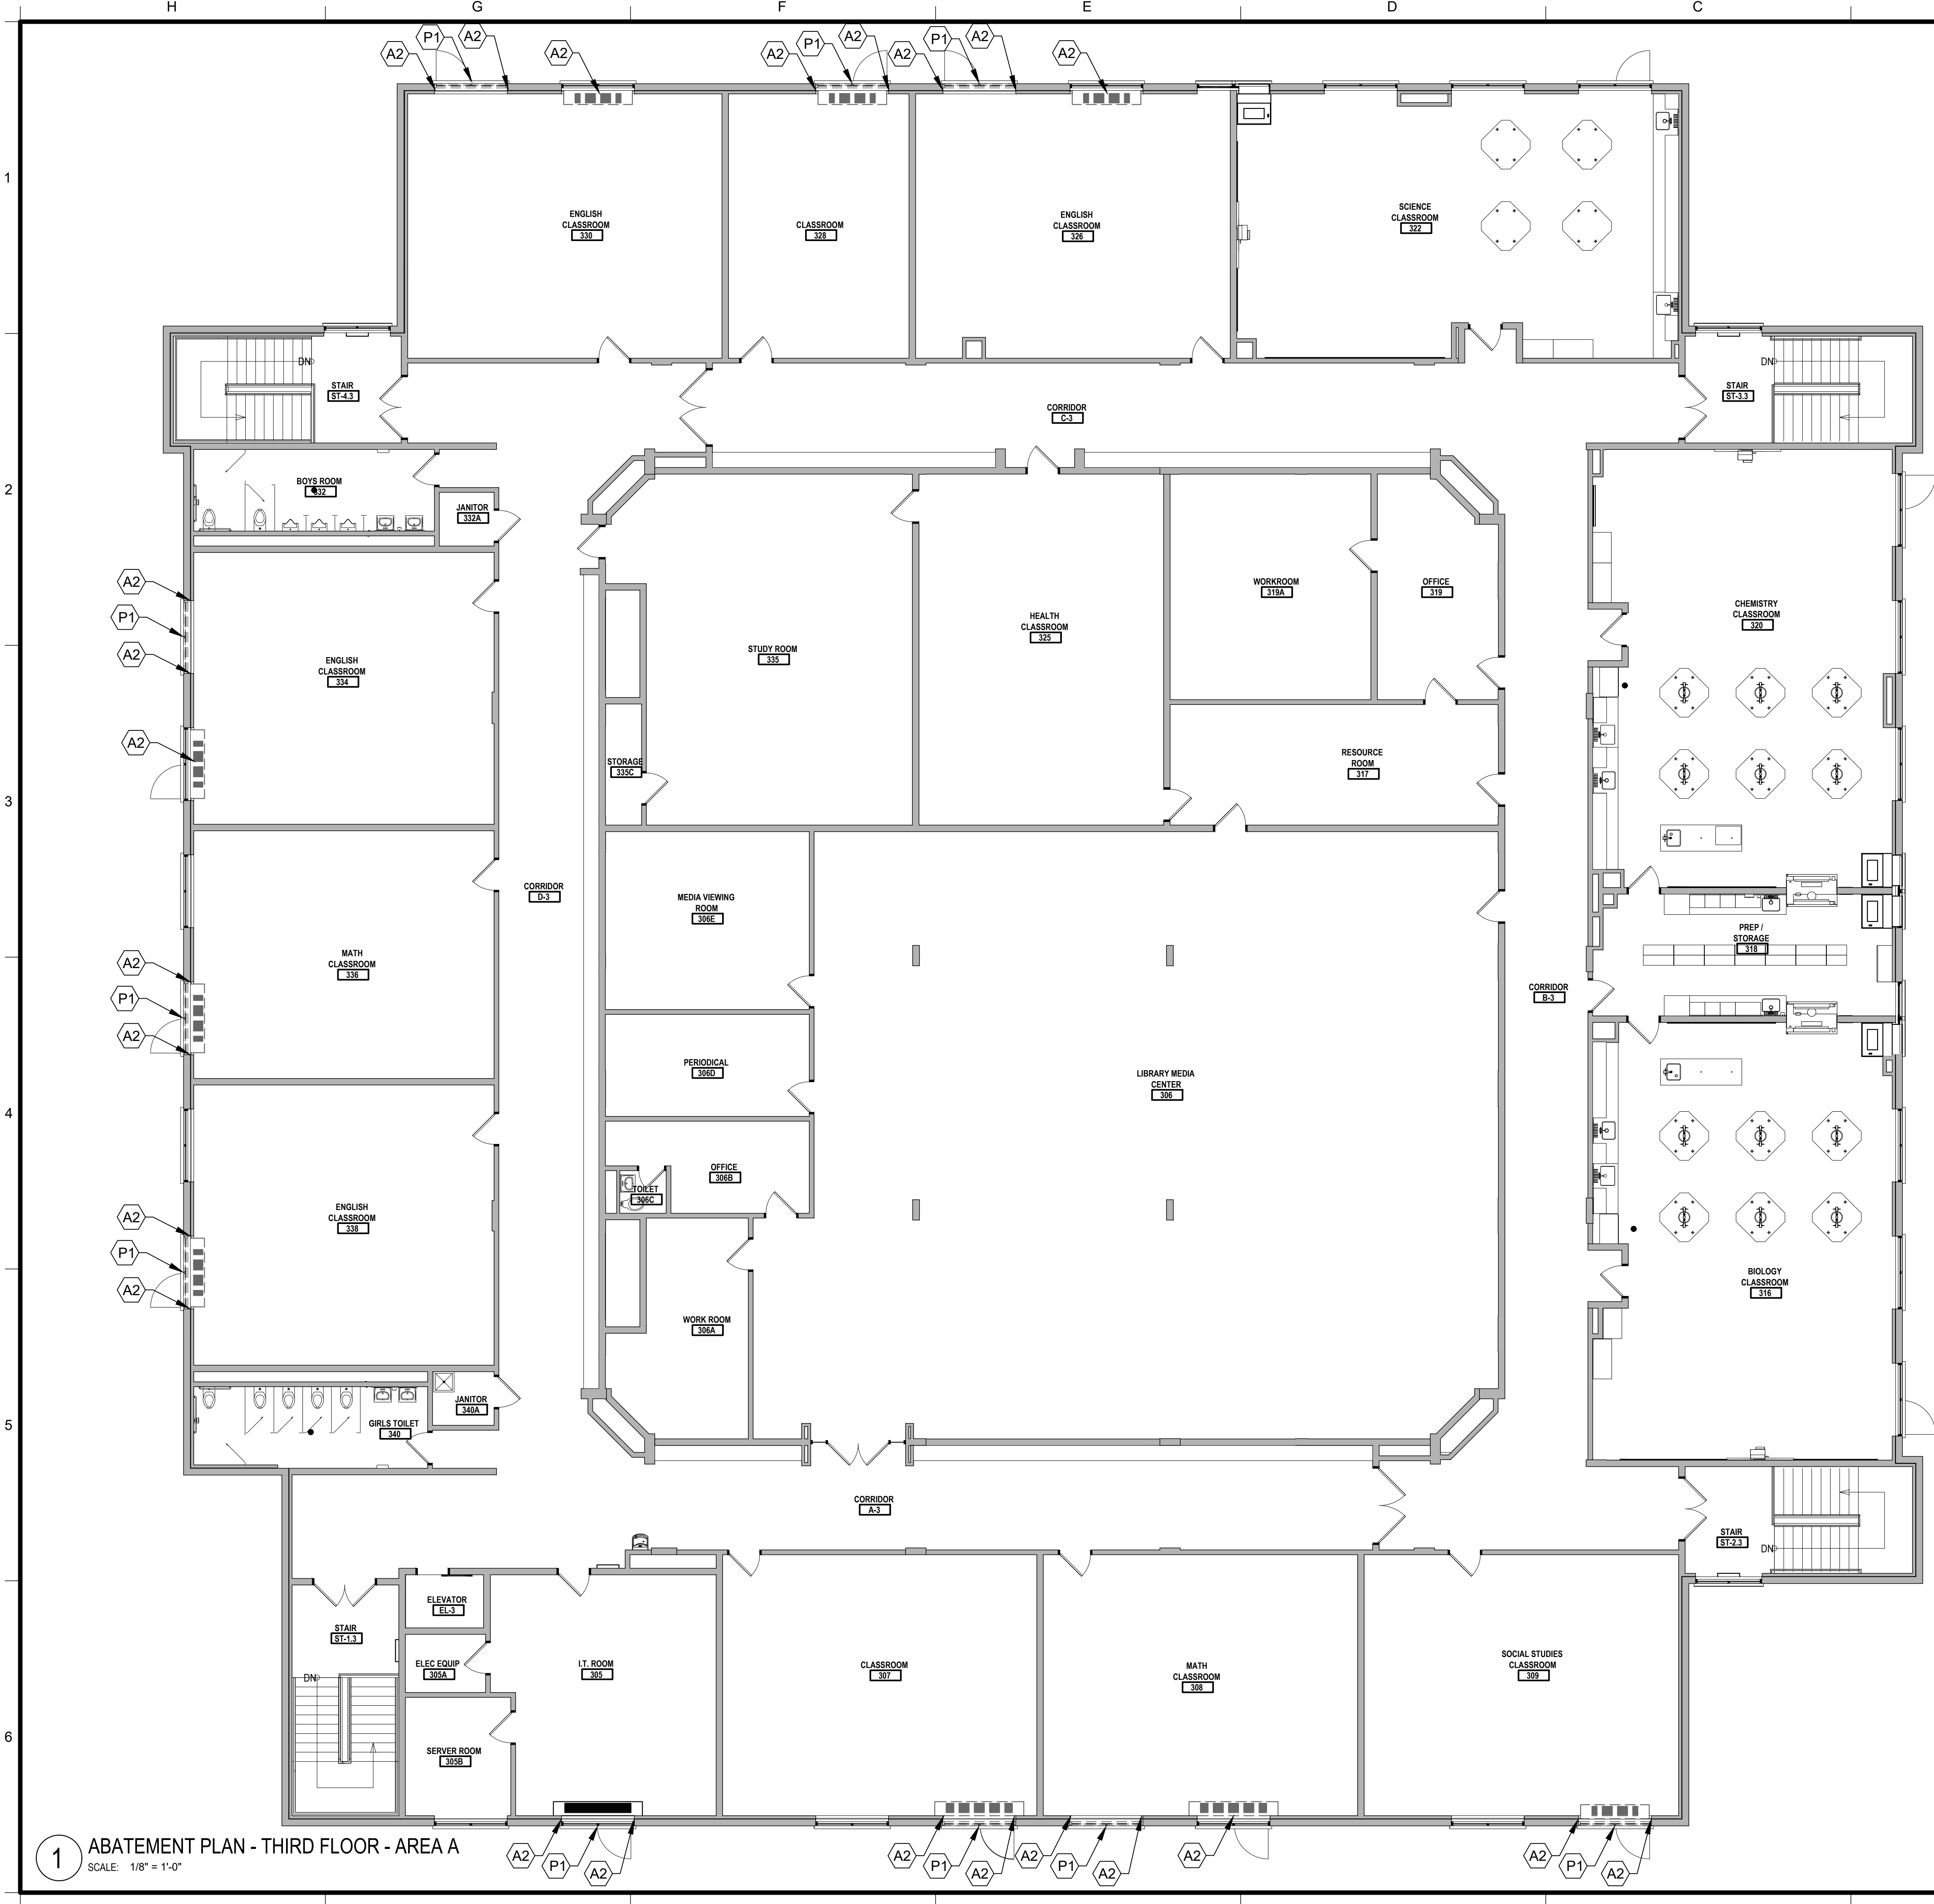 H G F E D C
P1 A2 A2 P1 A2 A2 P1 A2
A2 A2 A2 A2
1
ENGLISH
CLASSROOM
330
CLASSROOM
328
ENGLISH
CLASSROOM
326
SCIENCE
CLASSROOM
322
DN
STAIR
ST-4.3
CORRIDOR
C-3
DN
STAIR
ST-3.3
2
BOYS ROOM
332
JANITOR
332A
A2
P1
A2
ENGLISH
CLASSROOM
334
STUDY ROOM
335
HEALTH
CLASSROOM
325
WORKROOM
319A
OFFICE
319
CHEMISTRY
CLASSROOM
320
A2
STORAGE
335C
RESOURCE
ROOM
317
3
CORRIDOR
D-3
MEDIA VIEWING
ROOM
306E
PREP /
STORAGE
318
A2
P1
A2
MATH
CLASSROOM
336
CORRIDOR
B-3
PERIODICAL
306D
LIBRARY MEDIA
CENTER
306
4
OFFICE
306B
TOILET
306C
A2
P1
A2
ENGLISH
CLASSROOM
338
BIOLOGY
CLASSROOM
316
WORK ROOM
306A
JANITOR
340A
5
GIRLS TOILET
340
CORRIDOR
A-3
STAIR
ST-2.3
DN
ELEVATOR
EL-3
STAIR
ST-1.3
DN
ELEC EQUIP
305A
I.T. ROOM
305
CLASSROOM
307
MATH
CLASSROOM
308
SOCIAL STUDIES
CLASSROOM
309
6
SERVER ROOM
305B
A2 P1 A2 A2 P1 A2 A2 P1 A2 A2 A2 P1 A2
1
ABATEMENT PLAN - THIRD FLOOR - AREA A
SCALE: 1/8" = 1'-0"